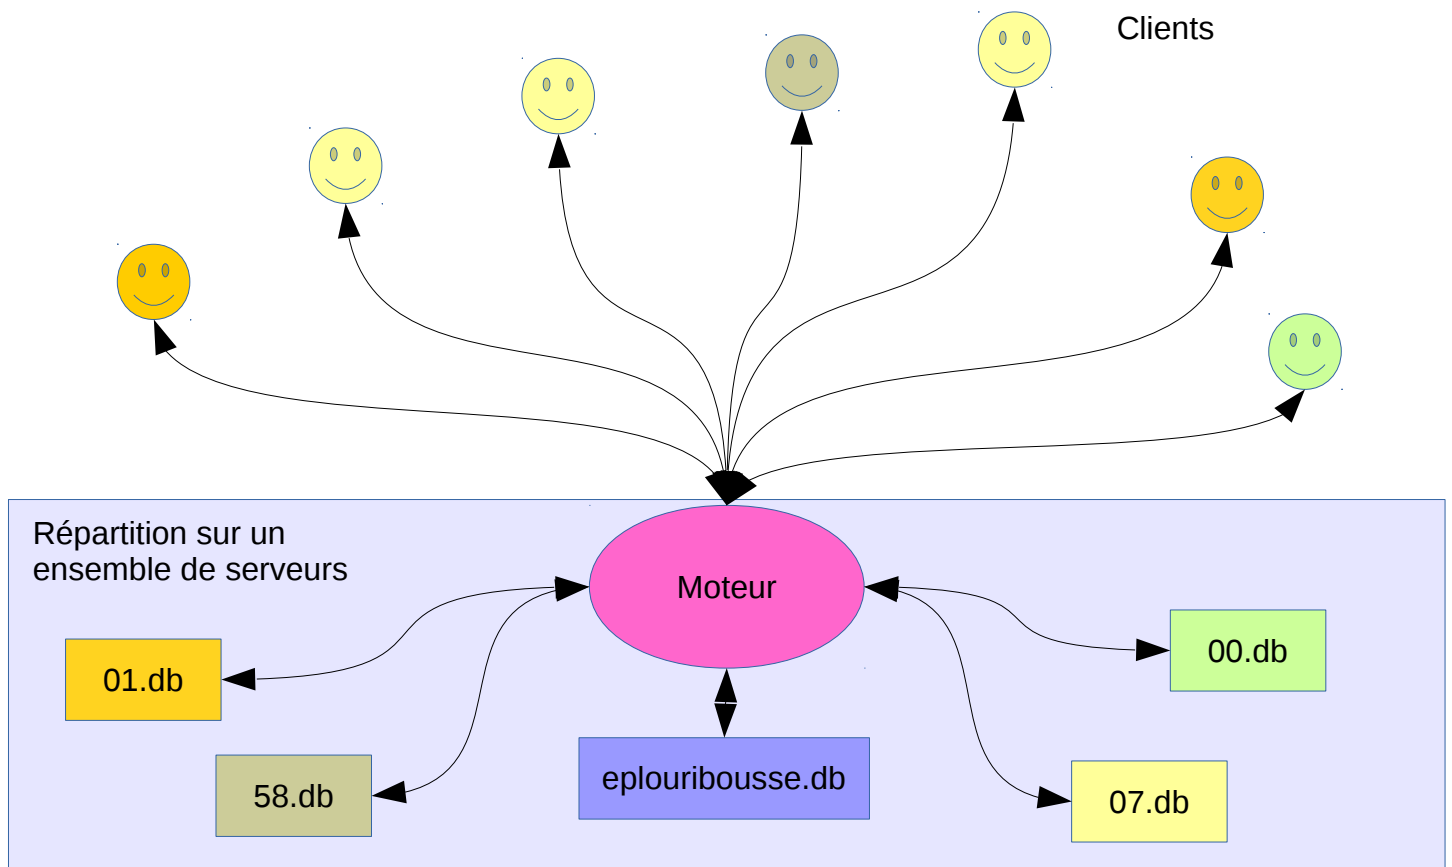 Clients
Répartition sur un
ensemble de serveurs
Moteur
01.db
00.db
58.db
eplouribousse.db
07.db